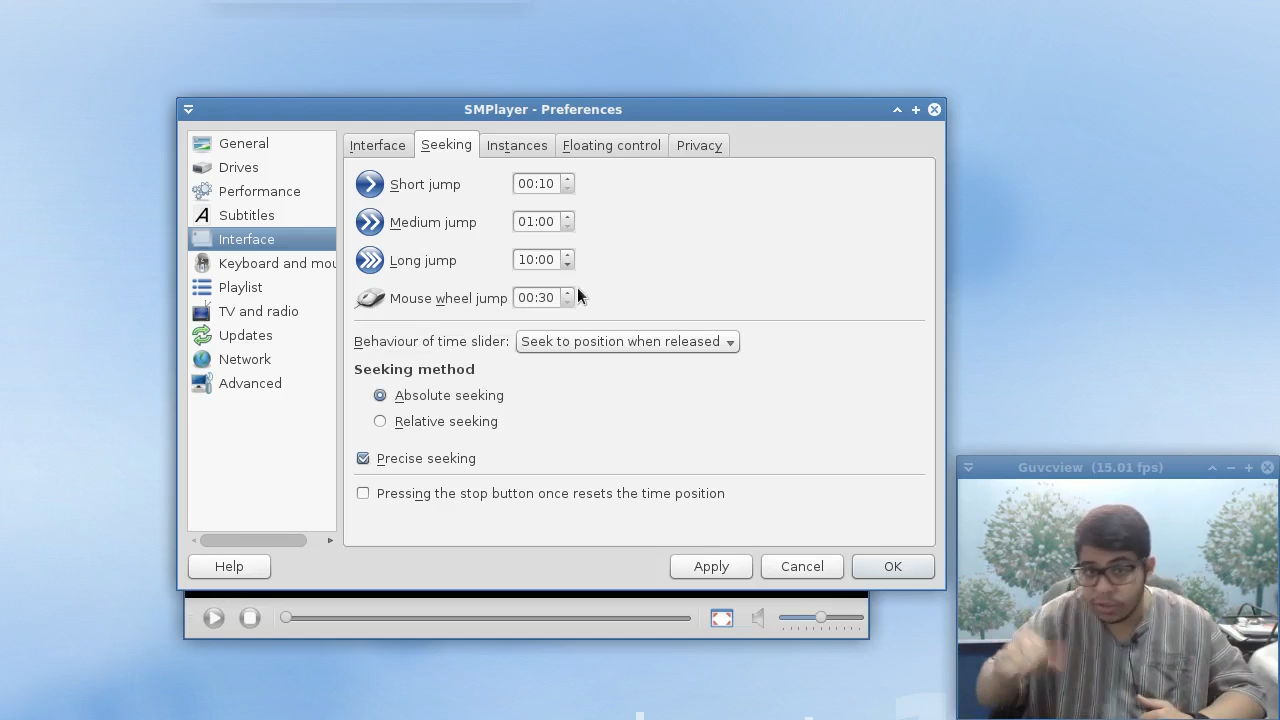 SMPlayer - Preferences
General
Drives
Performance
Subtitles
Interface
Keyboard and mou
Playlist
TV and radio
Updates
Network
Advanced
Interface
Seeking
Instances
Floating control
Privacy
Short jump 00:10
Medium jump 01:00
Long jump 10:00
Mouse wheel jump 00:30
Behaviour of time slider: Seek to position when released
Seeking method
Absolute seeking
Relative seeking
Precise seeking
Pressing the stop button once resets the time position
Help
Apply
Cancel
OK
Guvcview (15.01 fps)